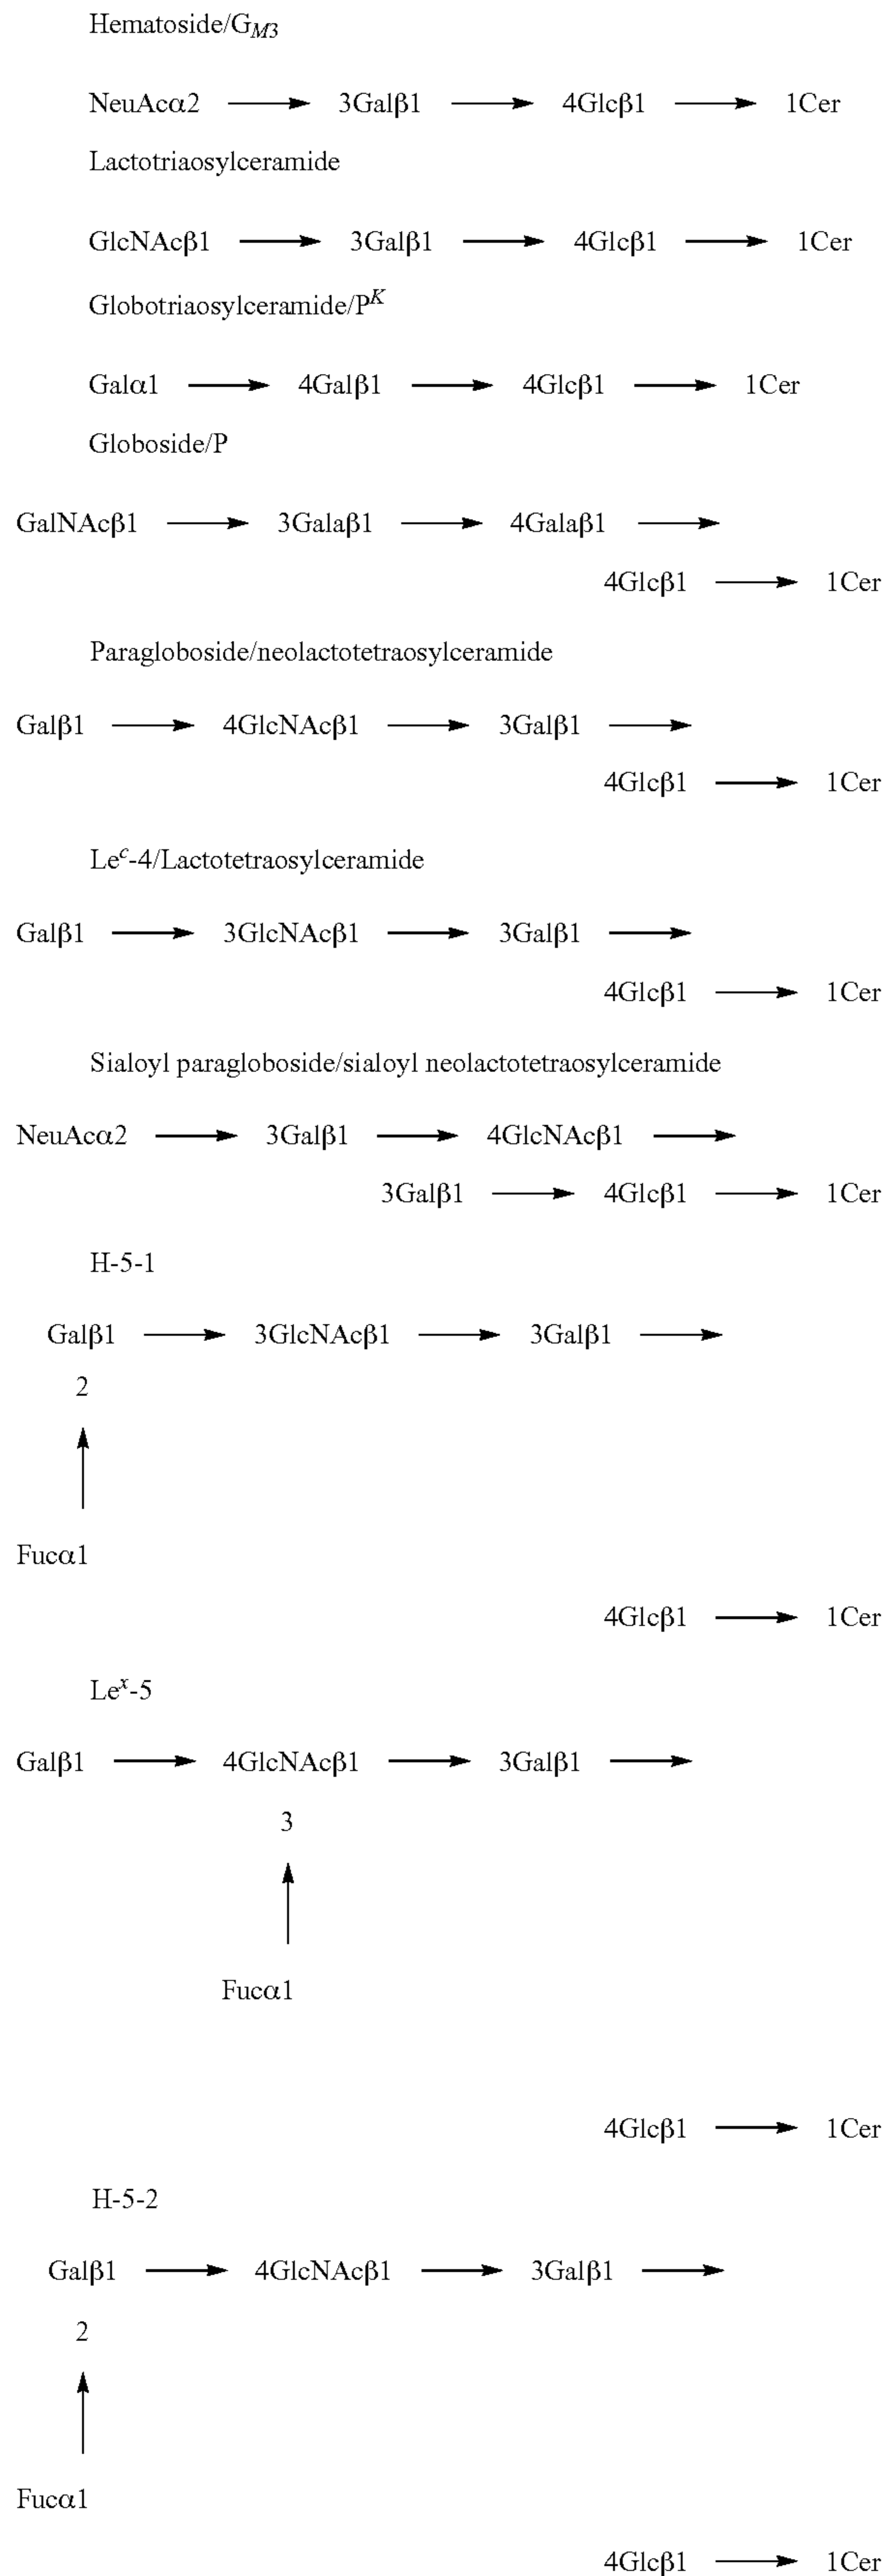 Hematoside/G_M3
NeuAcα2 ⟶ 3Galβ1 ⟶ 4Glcβ1 ⟶ 1Cer
Lactotriaosylceramide
GlcNAcβ1 ⟶ 3Galβ1 ⟶ 4Glcβ1 ⟶ 1Cer
Globotriaosylceramide/P^K
Galα1 ⟶ 4Galβ1 ⟶ 4Glcβ1 ⟶ 1Cer
Globoside/P
GalNAcβ1 ⟶ 3Galaβ1 ⟶ 4Galaβ1 ⟶
4Glcβ1 ⟶ 1Cer
Paragloboside/neolactotetraosylceramide
Galβ1 ⟶ 4GlcNAcβ1 ⟶ 3Galβ1 ⟶
4Glcβ1 ⟶ 1Cer
Le^c-4/Lactotetraosylceramide
Galβ1 ⟶ 3GlcNAcβ1 ⟶ 3Galβ1 ⟶
4Glcβ1 ⟶ 1Cer
Sialoyl paragloboside/sialoyl neolactotetraosylceramide
NeuAcα2 ⟶ 3Galβ1 ⟶ 4GlcNAcβ1 ⟶
3Galβ1 ⟶ 4Glcβ1 ⟶ 1Cer
H-5-1
Galβ1 ⟶ 3GlcNAcβ1 ⟶ 3Galβ1 ⟶
2
↑
Fucα1
4Glcβ1 ⟶ 1Cer
Le^x-5
Galβ1 ⟶ 4GlcNAcβ1 ⟶ 3Galβ1 ⟶
3
↑
Fucα1
4Glcβ1 ⟶ 1Cer
H-5-2
Galβ1 ⟶ 4GlcNAcβ1 ⟶ 3Galβ1 ⟶
2
↑
Fucα1
4Glcβ1 ⟶ 1Cer